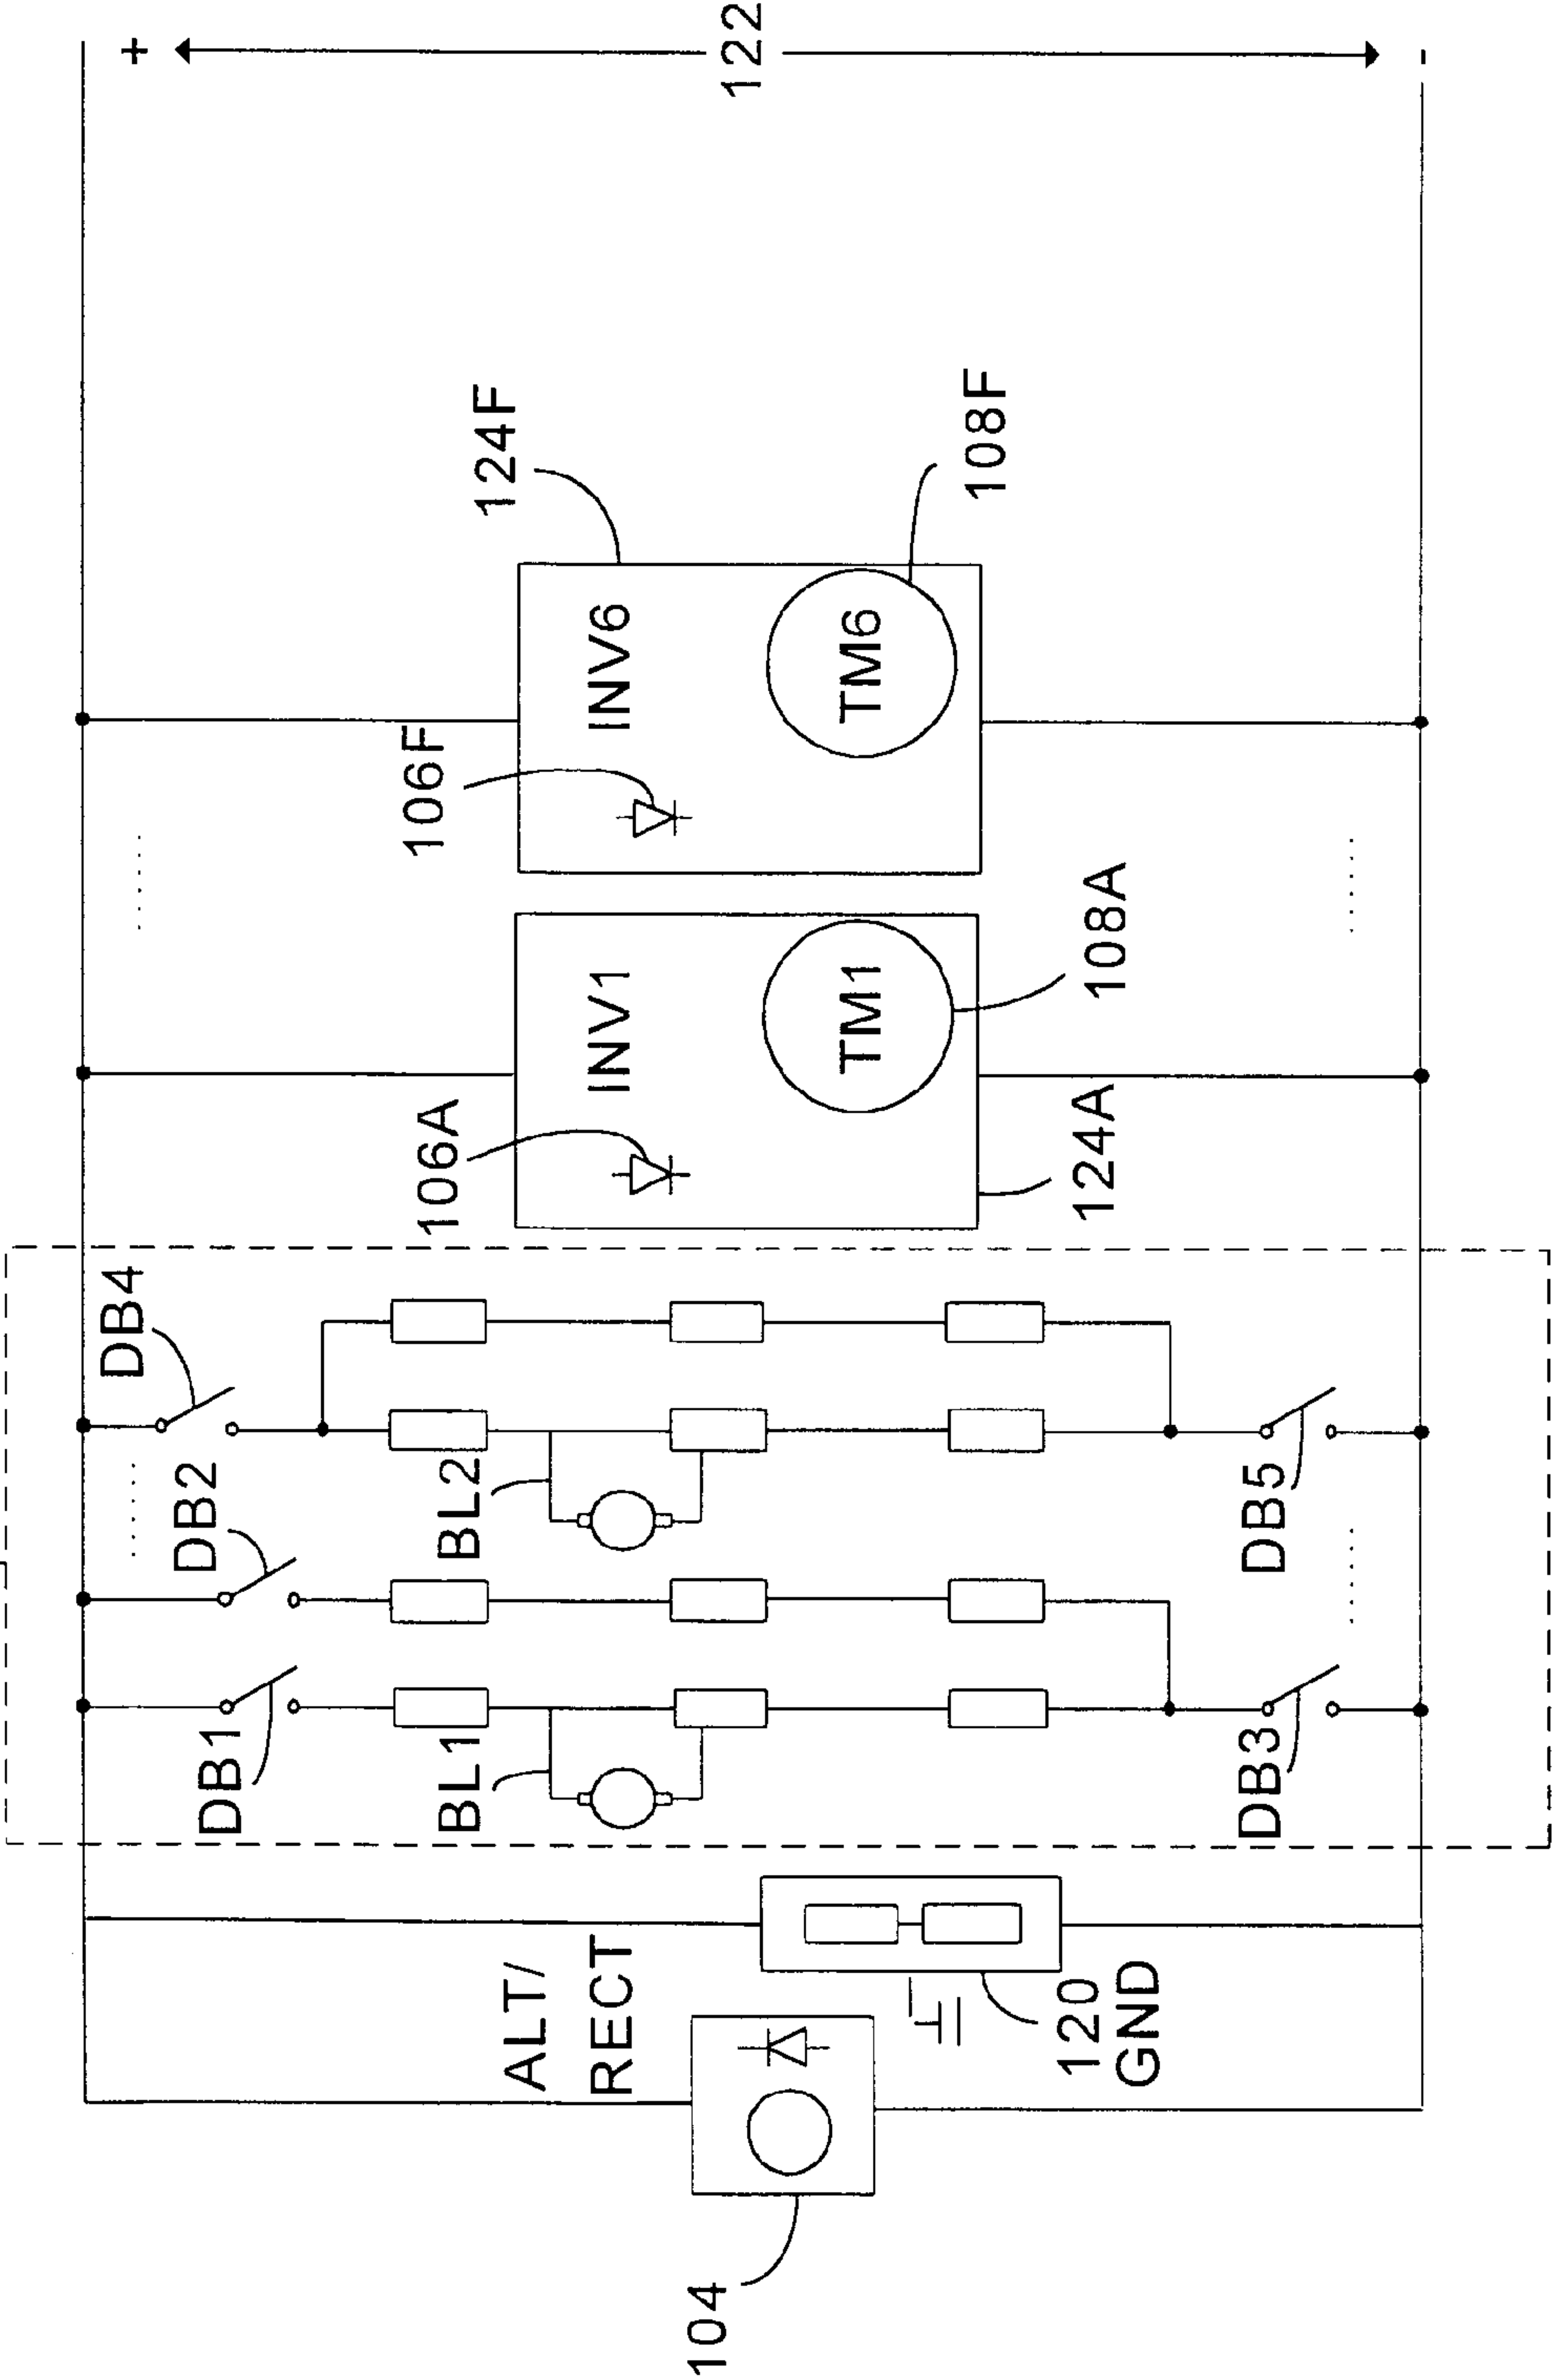 104
ALT/
RECT
120
GND
DB1
DB2
DB4
BL1
BL2
DB3
DB5
106A
INV1
TM1
124A
108A
106F
INV6
TM6
124F
108F
+
122
-